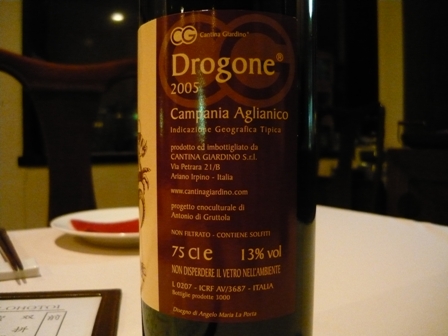 CG Cantina Giardino®
CG
Drogone®
2005
Campania Aglianico
Indicazione Geografica Tipica
prodotto ed imbottigliato da
CANTINA GIARDINO S.r.l.
Via Petrara 21/B
Ariano Irpino - Italia
www.cantinagiardino.com
progetto enoculturale di
Antonio di Gruttola
NON FILTRATO - CONTIENE SOLFITI
75 Cl e 13% vol
NON DISPERDERE IL VETRO NELL'AMBIENTE
L 0207 - ICRF AV/3687 - ITALIA
Bottiglie prodotte 3000
Disegno di Angelo Maria La Porta